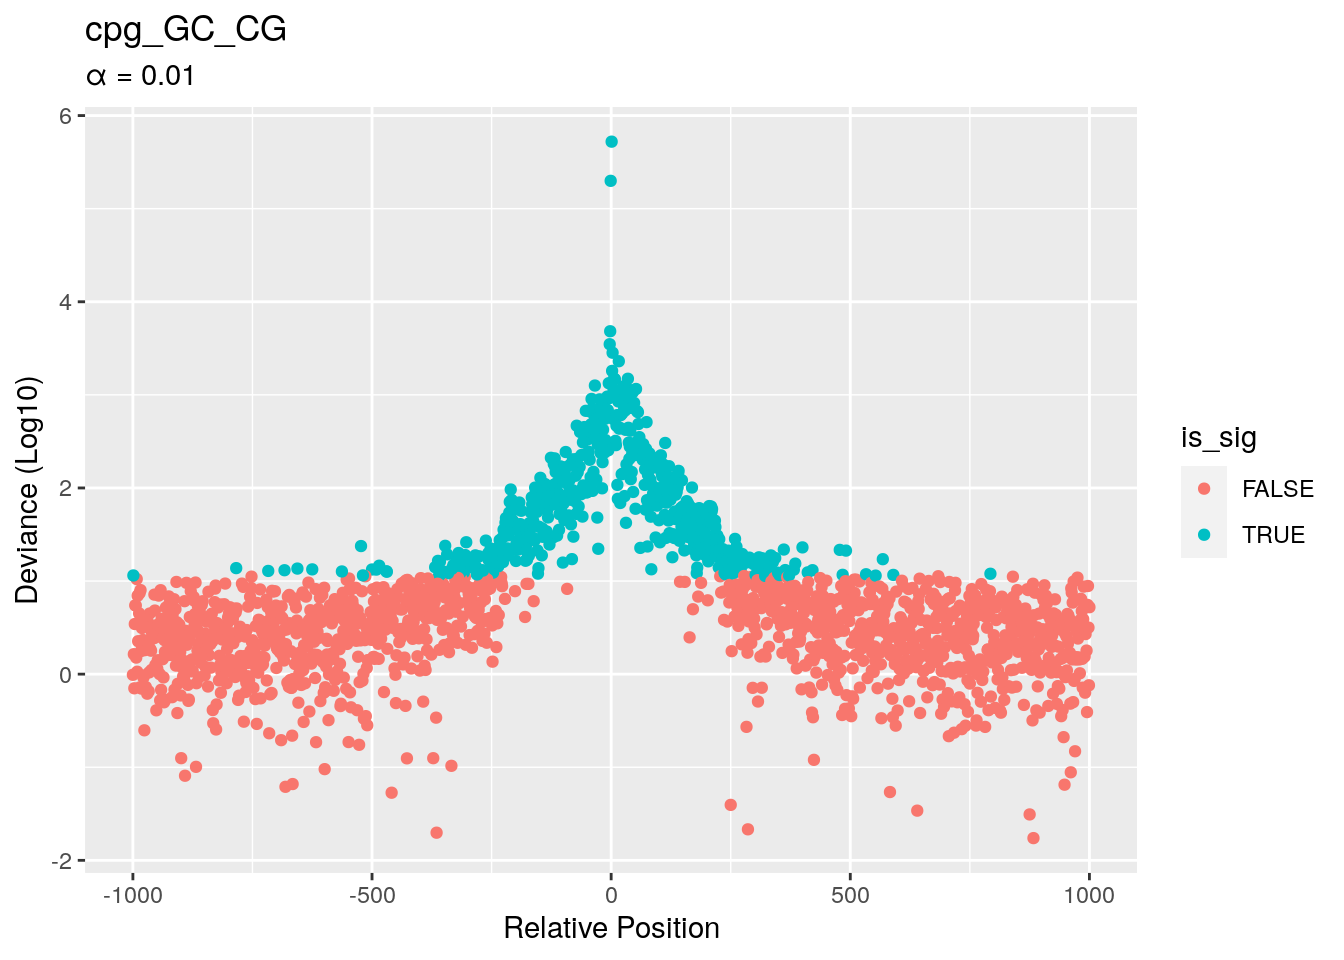 cpg_GC_CG
α = 0.01
6
4
2
0
-2
Deviance (Log10)
-1000
-500
0
500
1000
Relative Position
is_sig
FALSE
TRUE